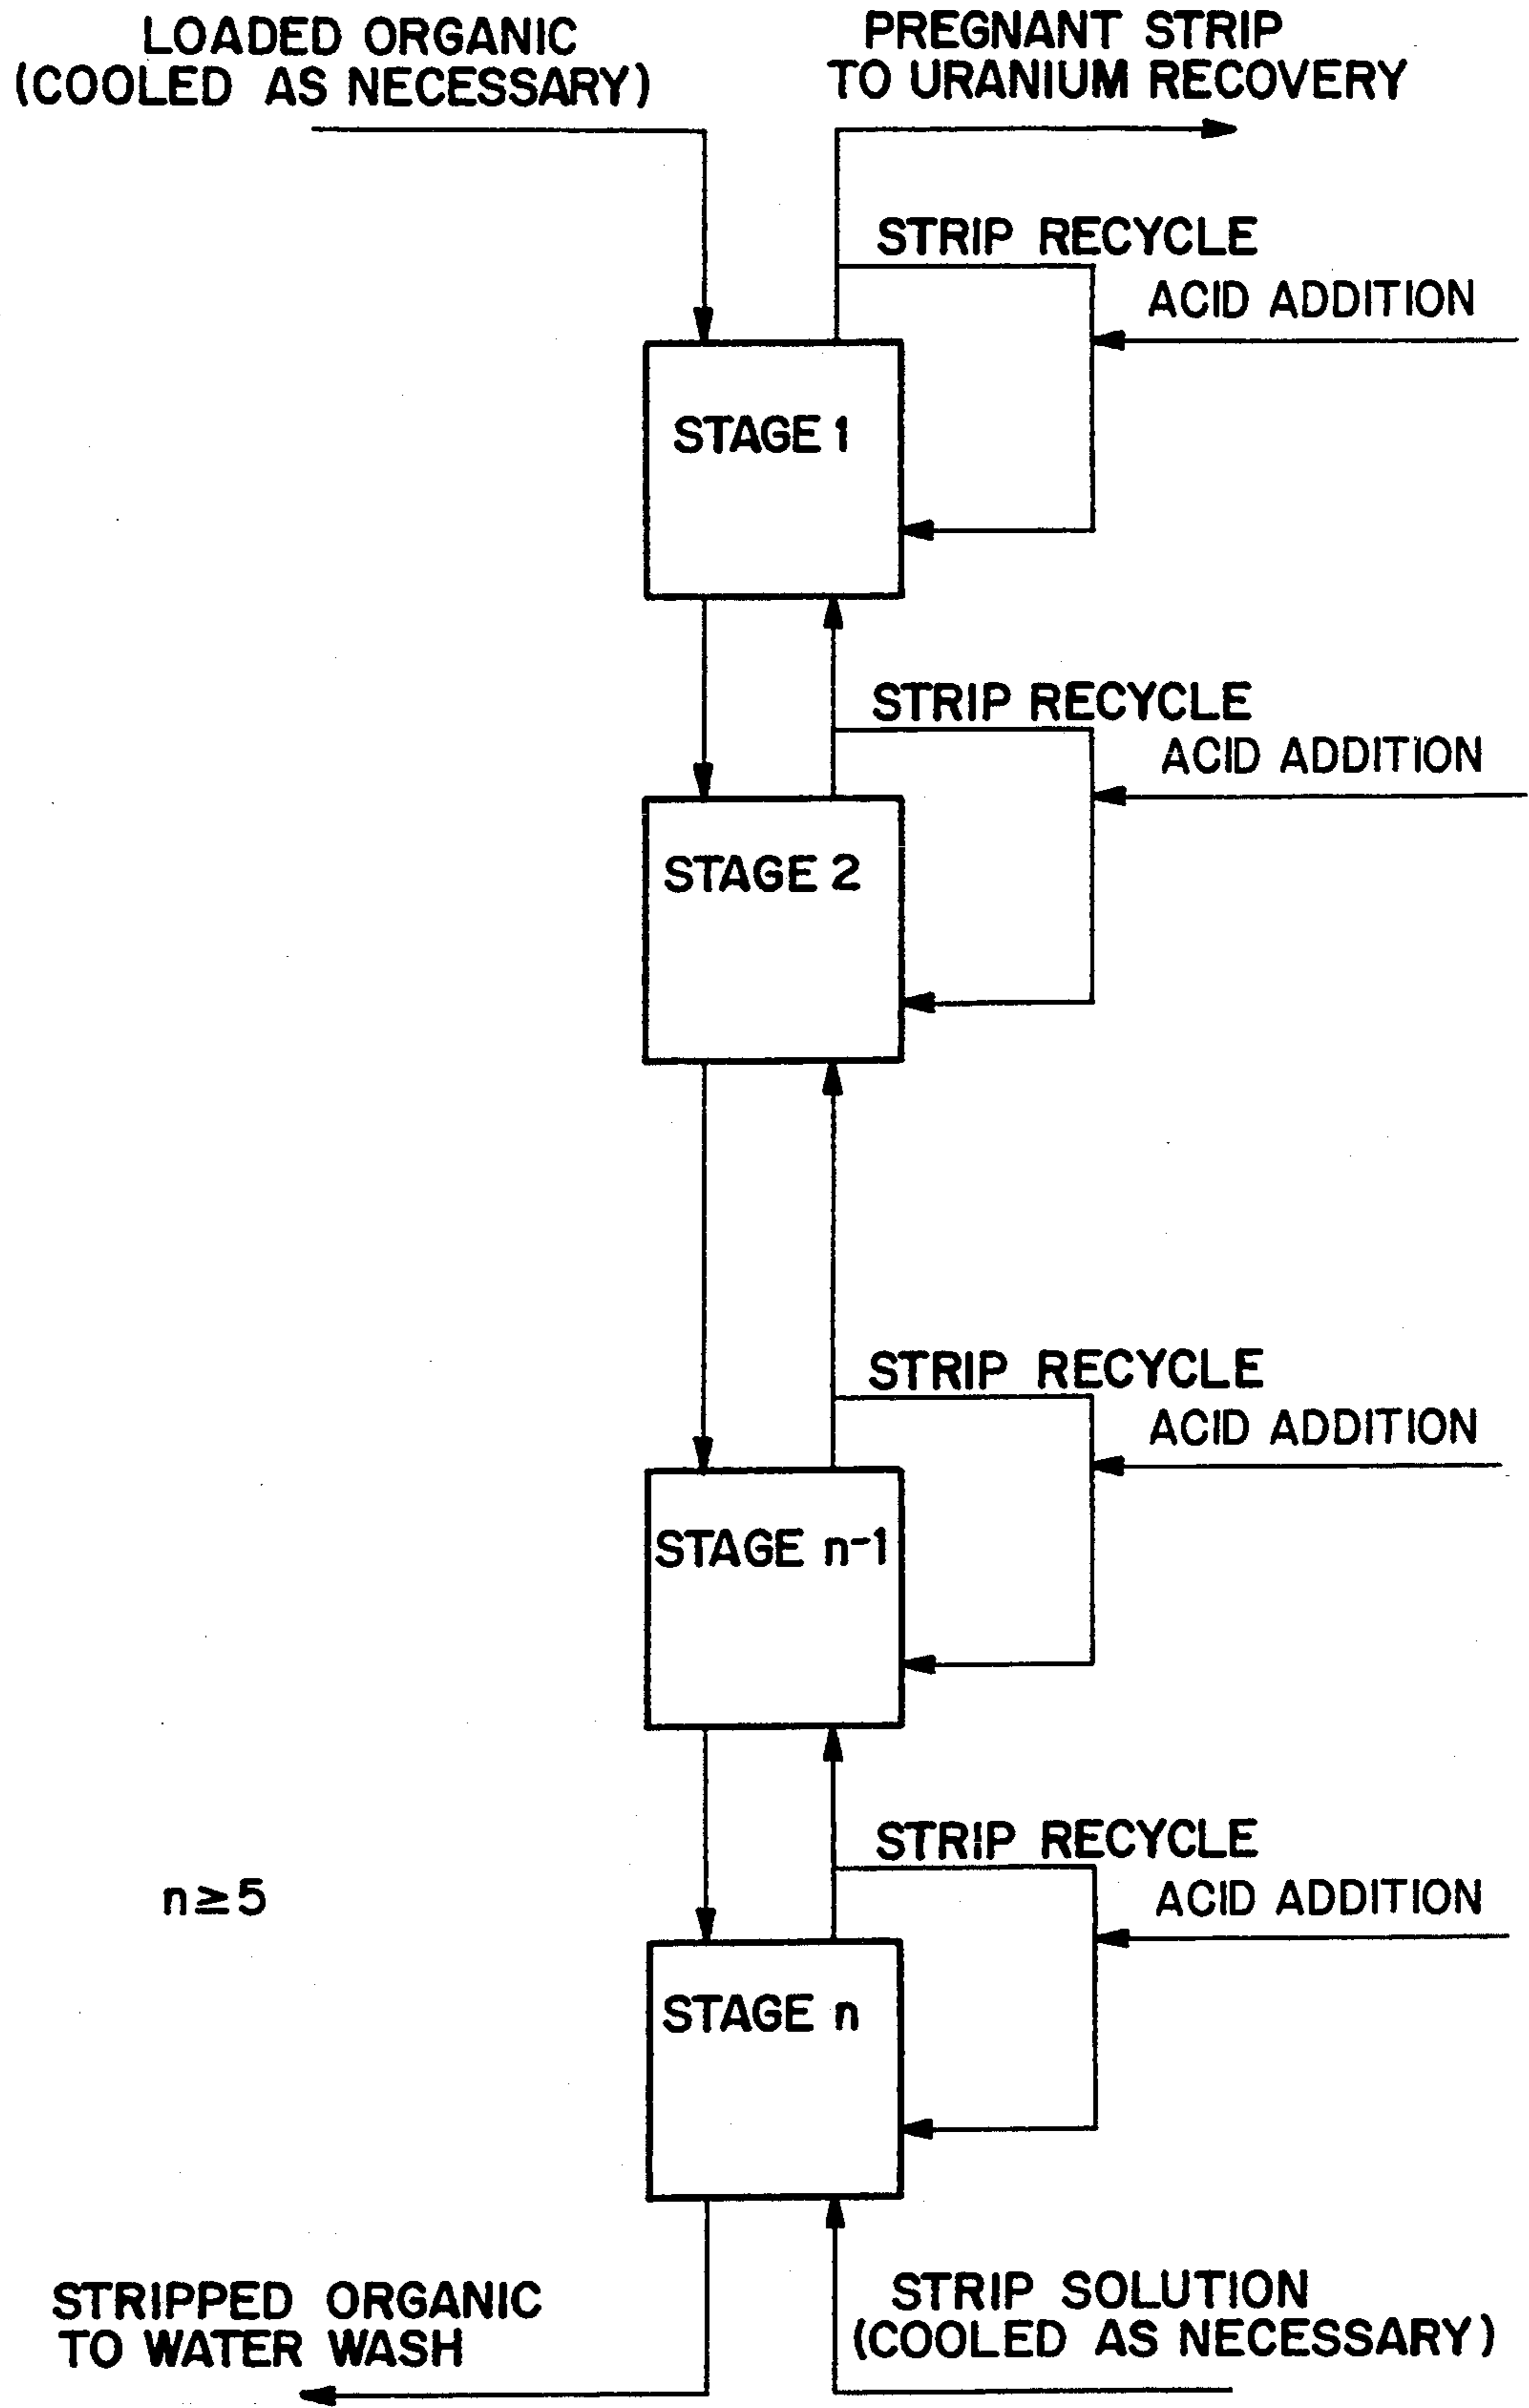 LOADED ORGANIC
(COOLED AS NECESSARY)
PREGNANT STRIP
TO URANIUM RECOVERY
STRIP RECYCLE
ACID ADDITION
STAGE 1
STRIP RECYCLE
ACID ADDITION
STAGE 2
STRIP RECYCLE
ACID ADDITION
STAGE n-1
STRIP RECYCLE
n≥5
ACID ADDITION
STAGE n
STRIPPED ORGANIC
TO WATER WASH
STRIP SOLUTION
(COOLED AS NECESSARY)